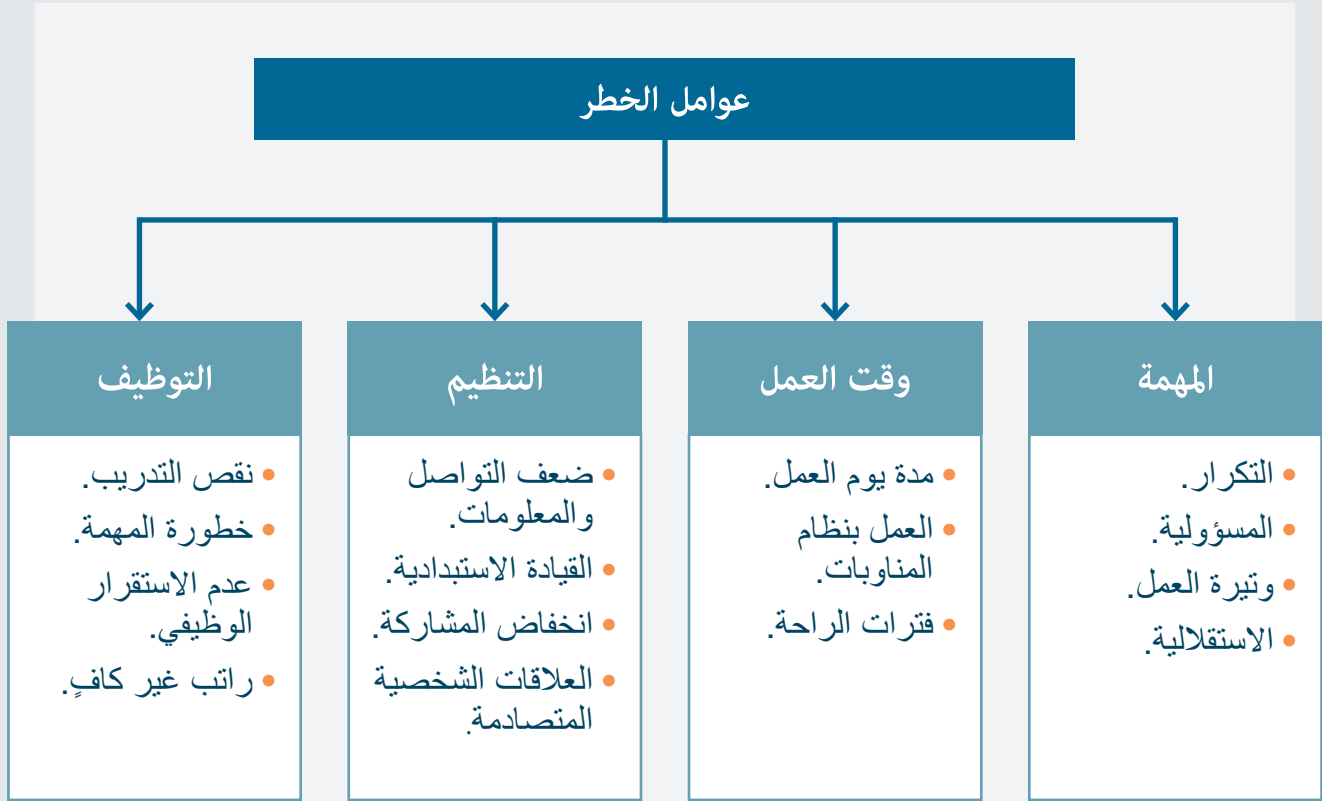 عوامل الخطر
المهمة
التكرار.
المسؤولية.
وتيرة العمل.
الاستقلالية.
وقت العمل
مدة يوم العمل.
العمل بنظام
المناوبات.
فترات الراحة.
التنظيم
ضعف التواصل
والمعلومات.
القيادة الاستبدادية.
انخفاض المشاركة.
العلاقات الشخصية
المتصادمة.
التوظيف
نقص التدريب.
خطورة المهمة.
عدم الاستقرار
الوظيفي.
راتب غير كافٍ.